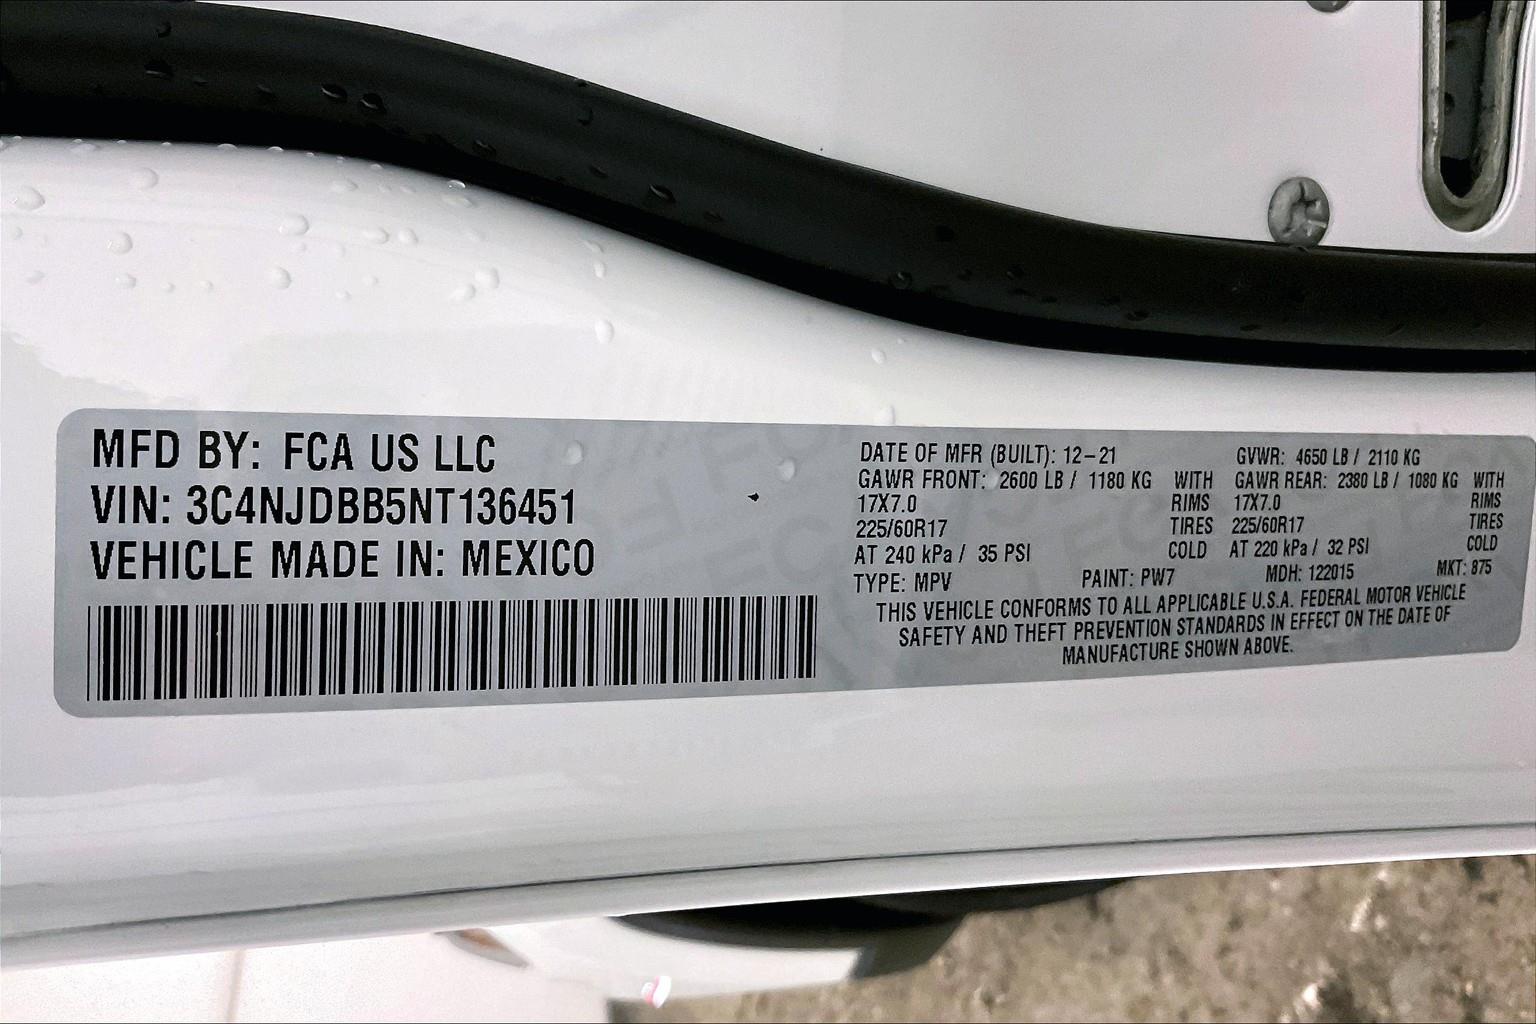 MFD BY: FCA US LLC
VIN: 3C4NJDBB5NT136451
VEHICLE MADE IN: MEXICO
DATE OF MFR (BUILT): 12-21 GVWR: 4650 LB / 2110 KG
GAWR FRONT: 2600 LB / 1180 KG WITH GAWR REAR: 2380 LB / 1080 KG WITH
17X7.0 RIMS 17X7.0 RIMS
225/60R17 TIRES 225/60R17 TIRES
AT 240 kPa / 35 PSI COLD AT 220 kPa / 32 PSI COLD
TYPE: MPV PAINT: PW7 MDH: 122015 MKT: 875
THIS VEHICLE CONFORMS TO ALL APPLICABLE U.S.A. FEDERAL MOTOR VEHICLE
SAFETY AND THEFT PREVENTION STANDARDS IN EFFECT ON THE DATE OF
MANUFACTURE SHOWN ABOVE.